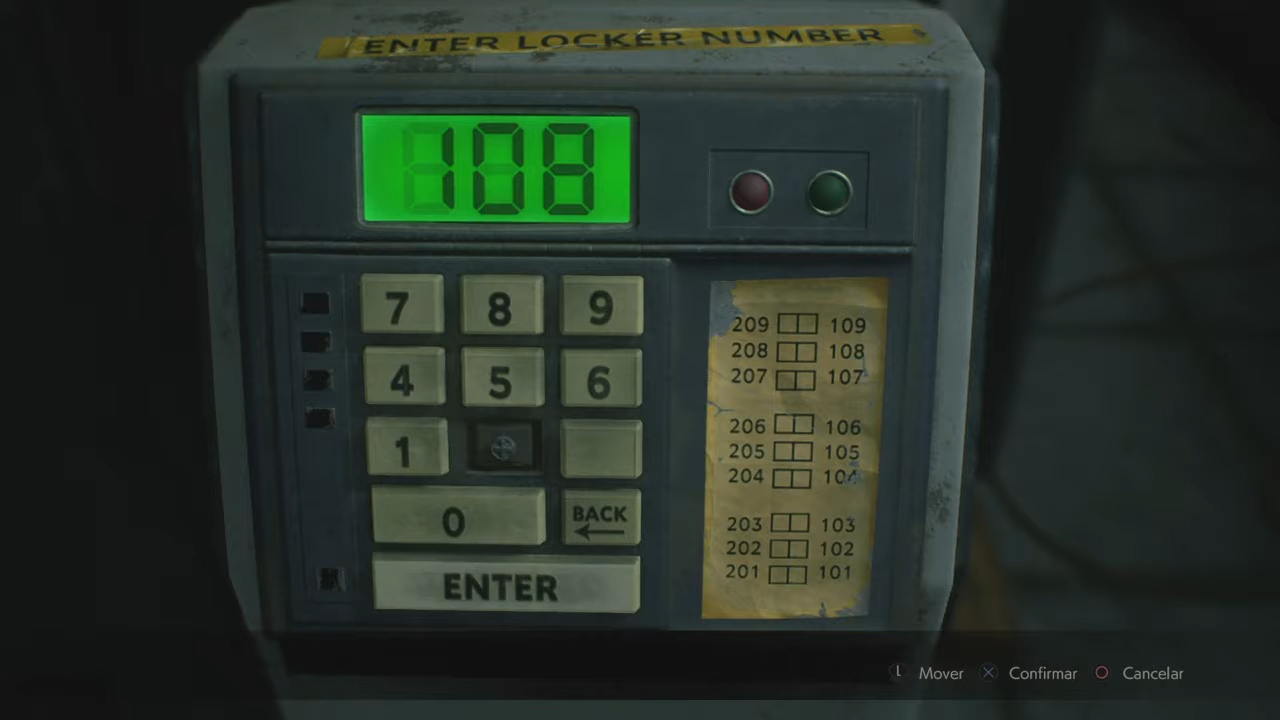 ENTER LOCKER NUMBER
108
7 8 9
4 5 6
1
0 BACK
ENTER
209 109
208 108
207 107
206 106
205 105
204 104
203 103
202 102
201 101
L Mover Confirmar Cancelar